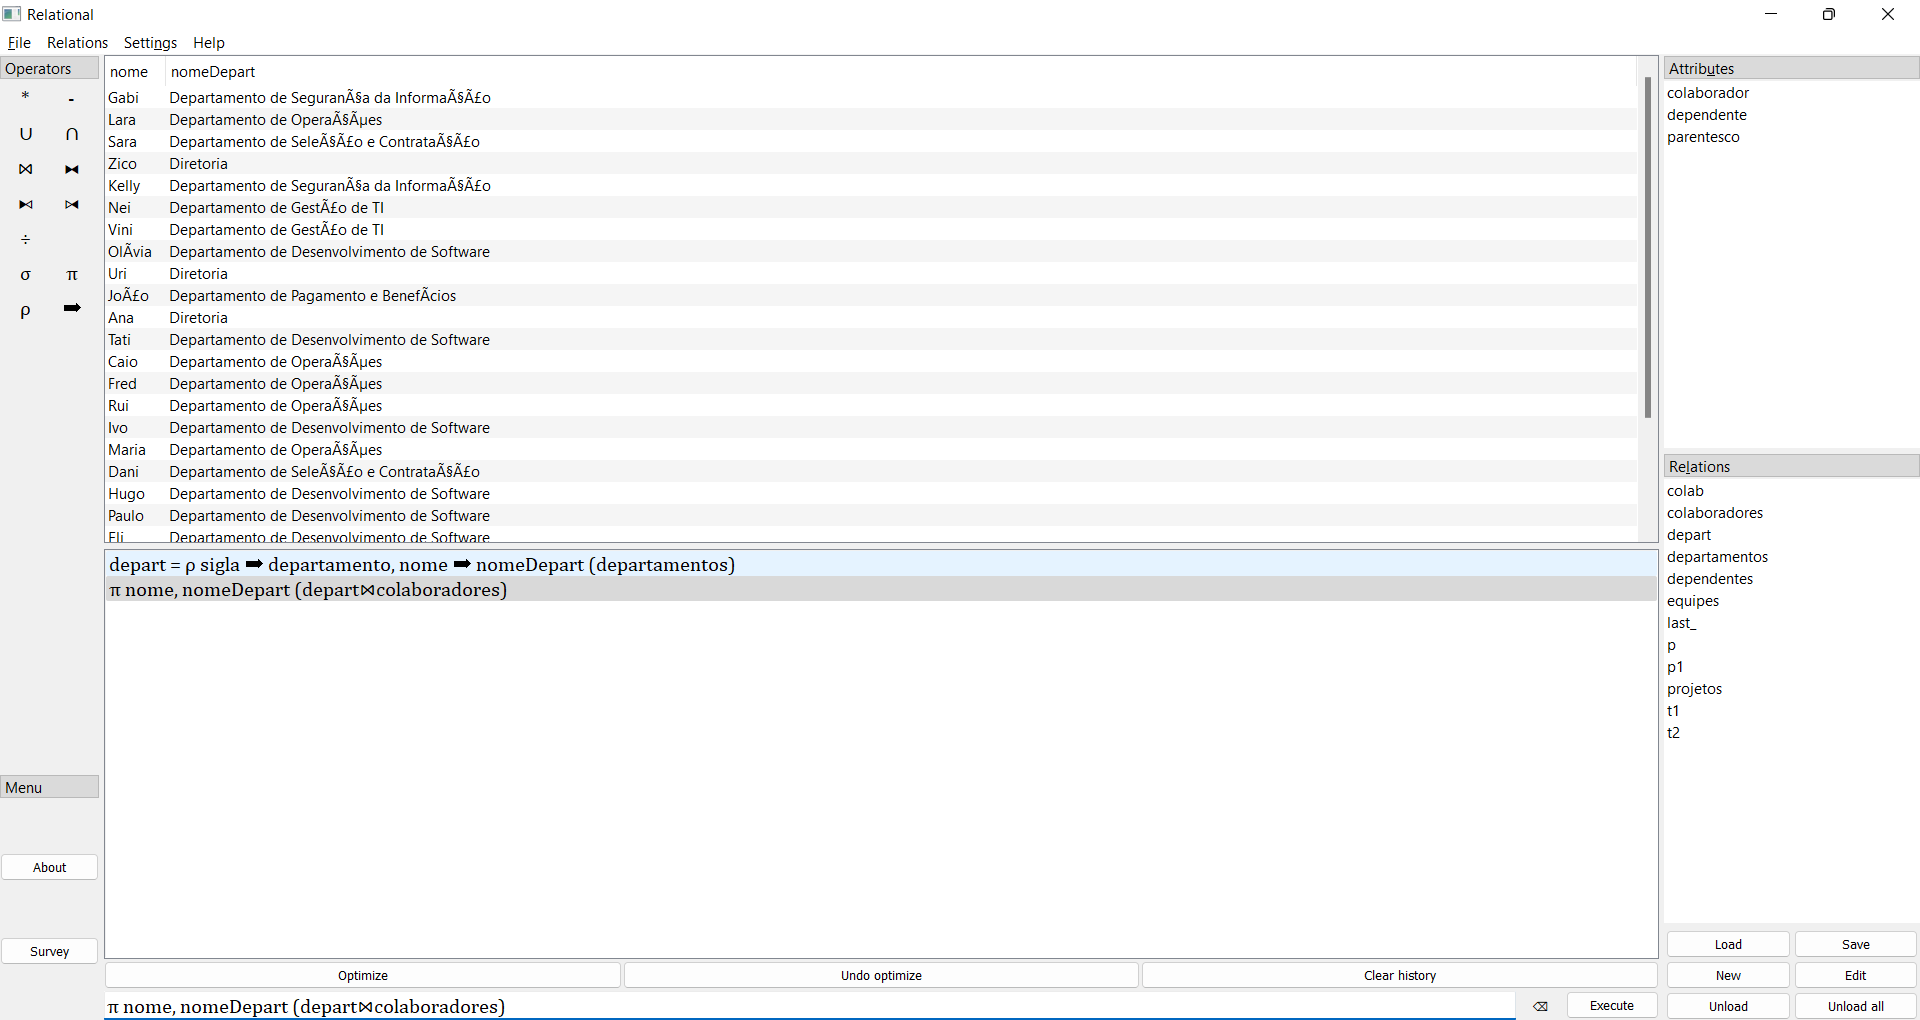 Relational
File Relations Settings Help
Operators
* -
∪ ∩
⋈ ⧓
⧑ ⧒
÷
σ π
ρ ➡
Menu
About
Survey
nome nomeDepart
Gabi Departamento de SeguranÃ§a da InformaÃ§Ã£o
Lara Departamento de OperaÃ§Ãµes
Sara Departamento de SeleÃ§Ã£o e ContrataÃ§Ã£o
Zico Diretoria
Kelly Departamento de SeguranÃ§a da InformaÃ§Ã£o
Nei Departamento de GestÃ£o de TI
Vini Departamento de GestÃ£o de TI
OlÃvia Departamento de Desenvolvimento de Software
Uri Diretoria
JoÃ£o Departamento de Pagamento e BenefÃcios
Ana Diretoria
Tati Departamento de Desenvolvimento de Software
Caio Departamento de OperaÃ§Ãµes
Fred Departamento de OperaÃ§Ãµes
Rui Departamento de OperaÃ§Ãµes
Ivo Departamento de Desenvolvimento de Software
Maria Departamento de OperaÃ§Ãµes
Dani Departamento de SeleÃ§Ã£o e ContrataÃ§Ã£o
Hugo Departamento de Desenvolvimento de Software
Paulo Departamento de Desenvolvimento de Software
Eli Departamento de Desenvolvimento de Software
depart = ρ sigla ➡ departamento, nome ➡ nomeDepart (departamentos)
π nome, nomeDepart (depart⋈colaboradores)
Optimize Undo optimize Clear history
π nome, nomeDepart (depart⋈colaboradores) ⌫ Execute
Attributes
colaborador
dependente
parentesco
Relations
colab
colaboradores
depart
departamentos
dependentes
equipes
last_
p
p1
projetos
t1
t2
Load Save
New Edit
Unload Unload all